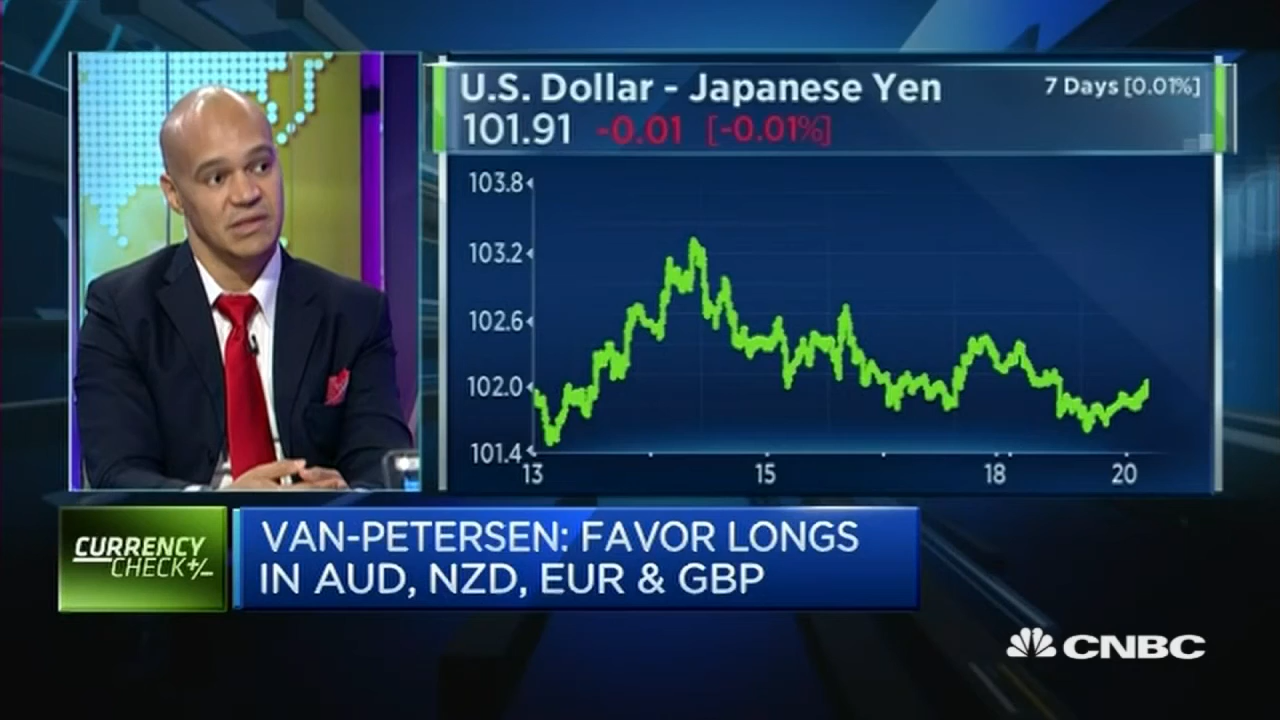 U.S. Dollar - Japanese Yen
7 Days [0.01%]
101.91 -0.01 [-0.01%]
103.8
103.2
102.6
102.0
101.4
13 15 18 20
CURRENCY
CHECK+/-
VAN-PETERSEN: FAVOR LONGS
IN AUD, NZD, EUR & GBP
CNBC